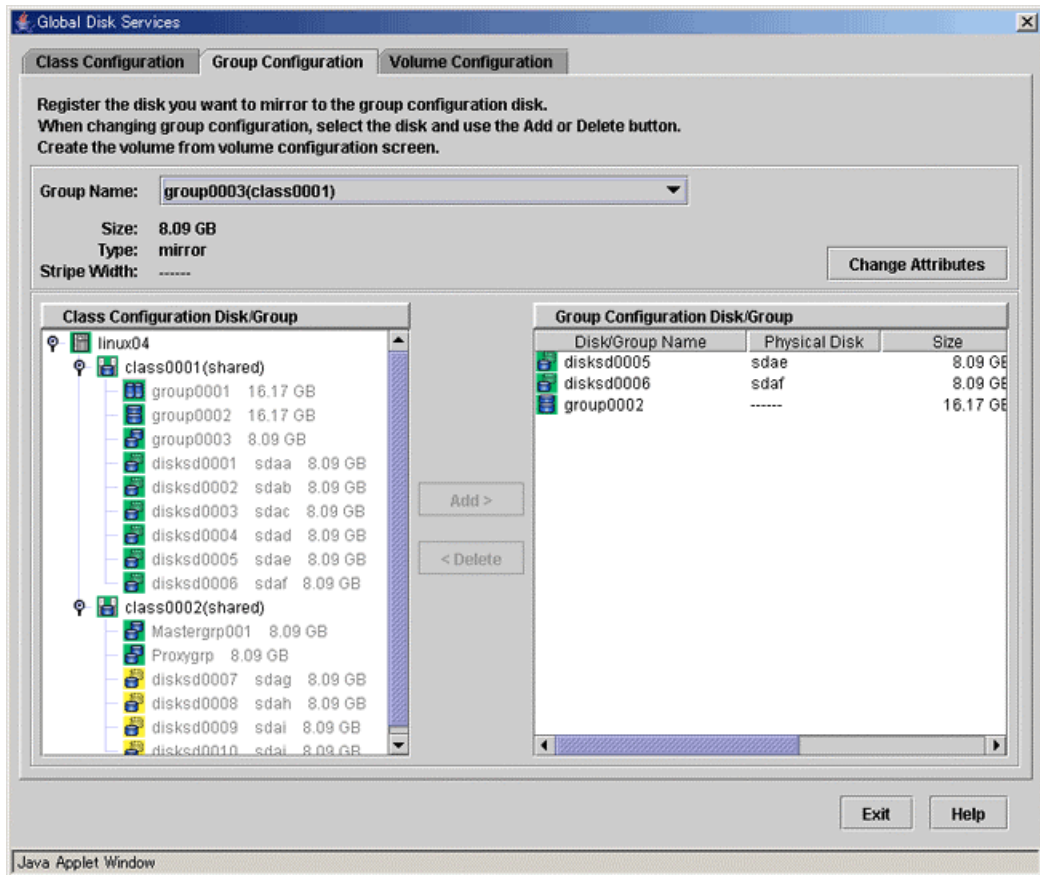 Global Disk Services
Class Configuration Group Configuration Volume Configuration
Register the disk you want to mirror to the group configuration disk.
When changing group configuration, select the disk and use the Add or Delete button.
Create the volume from volume configuration screen.
Group Name: group0003(class0001)
Size: 8.09 GB
Type: mirror
Stripe Width: ------
Change Attributes
Class Configuration Disk/Group
linux04
class0001(shared)
group0001 16.17 GB
group0002 16.17 GB
group0003 8.09 GB
disksd0001 sdaa 8.09 GB
disksd0002 sdab 8.09 GB
disksd0003 sdac 8.09 GB
disksd0004 sdad 8.09 GB
disksd0005 sdae 8.09 GB
disksd0006 sdaf 8.09 GB
class0002(shared)
Mastergrp001 8.09 GB
Proxygrp 8.09 GB
disksd0007 sdag 8.09 GB
disksd0008 sdah 8.09 GB
disksd0009 sdai 8.09 GB
disksd0010 8.09 GB
Add >
< Delete
Group Configuration Disk/Group
Disk/Group Name Physical Disk Size
disksd0005 sdae 8.09 GB
disksd0006 sdaf 8.09 GB
group0002 ------ 16.17 GB
Exit Help
Java Applet Window